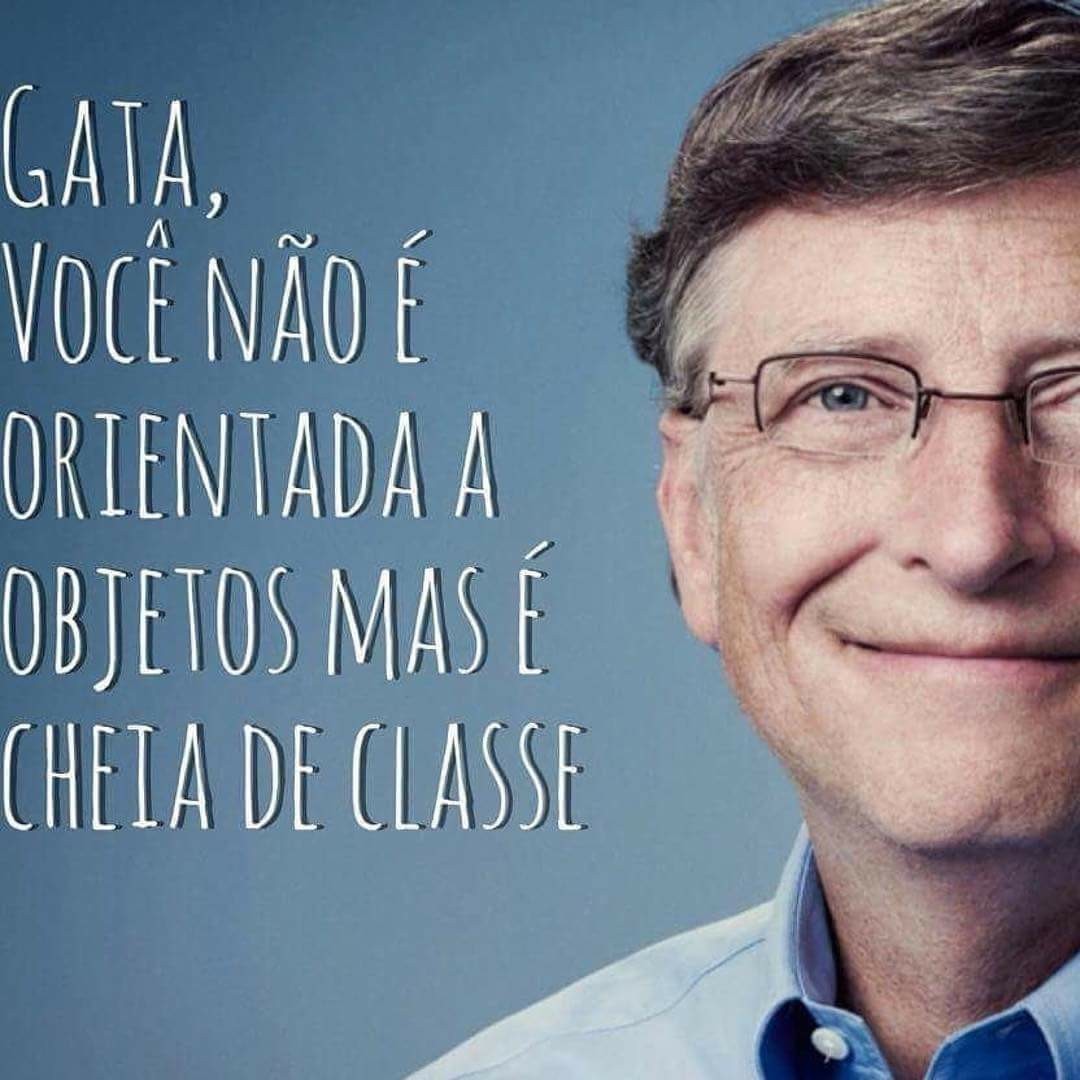 GATA,
VOCÊ NÃO É
ORIENTADA A
OBJETOS MAS É
CHEIA DE CLASSE